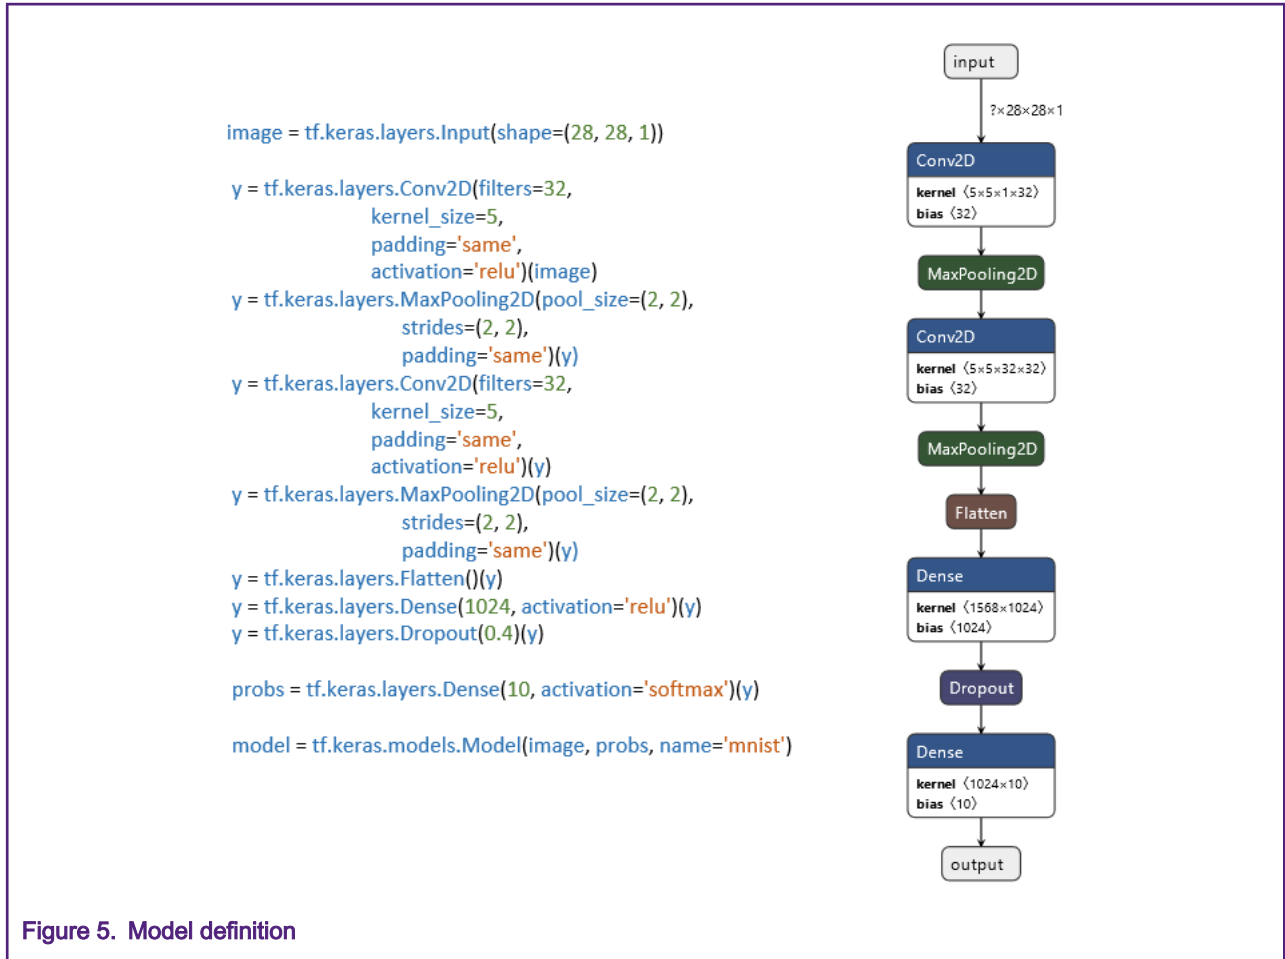 image = tf.keras.layers.Input(shape=(28, 28, 1))
y = tf.keras.layers.Conv2D(filters=32,
kernel_size=5,
padding='same',
activation='relu')(image)
y = tf.keras.layers.MaxPooling2D(pool_size=(2, 2),
strides=(2, 2),
padding='same')(y)
y = tf.keras.layers.Conv2D(filters=32,
kernel_size=5,
padding='same',
activation='relu')(y)
y = tf.keras.layers.MaxPooling2D(pool_size=(2, 2),
strides=(2, 2),
padding='same')(y)
y = tf.keras.layers.Flatten()(y)
y = tf.keras.layers.Dense(1024, activation='relu')(y)
y = tf.keras.layers.Dropout(0.4)(y)
probs = tf.keras.layers.Dense(10, activation='softmax')(y)
model = tf.keras.models.Model(image, probs, name='mnist')
input
?×28×28×1
Conv2D
kernel ⟨5×5×1×32⟩
bias ⟨32⟩
MaxPooling2D
Conv2D
kernel ⟨5×5×32×32⟩
bias ⟨32⟩
MaxPooling2D
Flatten
Dense
kernel ⟨1568×1024⟩
bias ⟨1024⟩
Dropout
Dense
kernel ⟨1024×10⟩
bias ⟨10⟩
output
Figure 5. Model definition